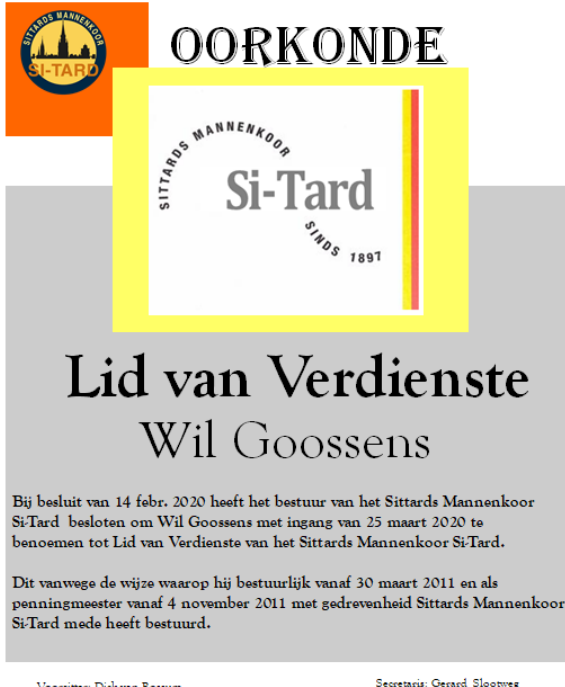 SITTARDS MANNENKOOR
SI-TARD
OORKONDE
SITTARDS MANNENKOOR
Si-Tard
SINDS 1897
Lid van Verdienste
Wil Goossens
Bij besluit van 14 febr. 2020 heeft het bestuur van het Sittards Mannenkoor
Si-Tard besloten om Wil Goossens met ingang van 25 maart 2020 te
benoemen tot Lid van Verdienste van het Sittards Mannenkoor Si-Tard.
Dit vanwege de wijze waarop hij bestuurlijk vanaf 30 maart 2011 en als
penningmeester vanaf 4 november 2011 met gedrevenheid Sittards Mannenkoor
Si-Tard mede heeft bestuurd.
Secretaris: Gerard Slootweg